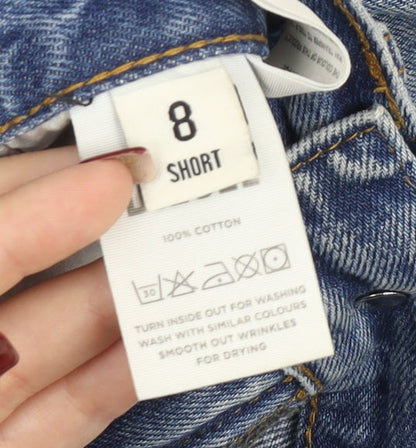 8
SHORT
100% COTTON
30
TURN INSIDE OUT FOR WASHING
WASH WITH SIMILAR COLOURS
SMOOTH OUT WRINKLES
FOR DRYING